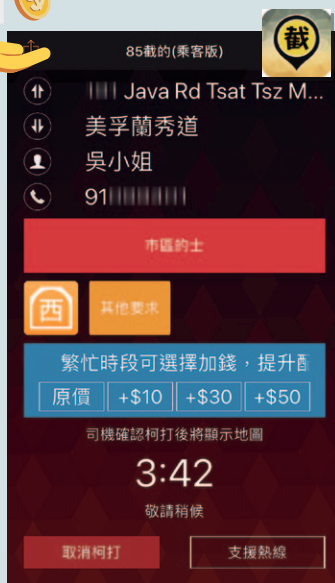 截
85截的(乘客版)
Java Rd Tsat Tsz M...
美孚蘭秀道
吳小姐
91
市區的士
西
其他要求
繁忙時段可選擇加錢，提升
原價 +$10 +$30 +$50
司機確認柯打後將顯示地圖
3:42
敬請稍候
取消柯打 支援熱線